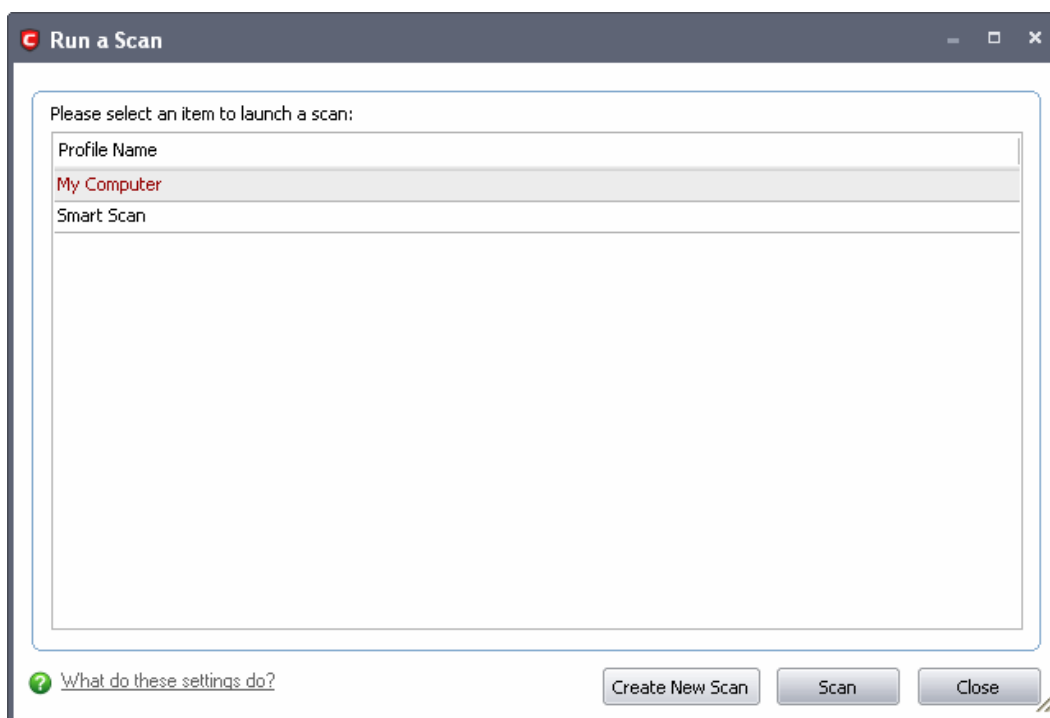 Run a Scan
Please select an item to launch a scan:
Profile Name
My Computer
Smart Scan
What do these settings do?
Create New Scan
Scan
Close